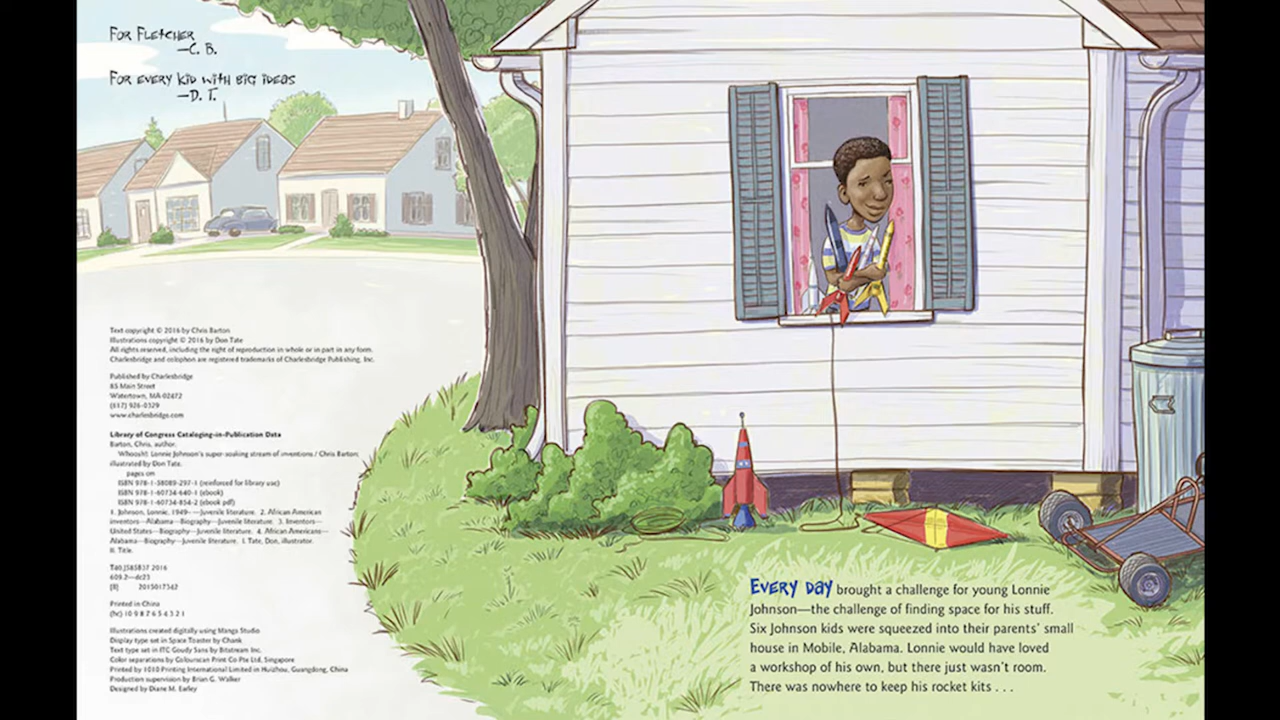 For Fletcher
—C. B.
For every kid with big ideas
—D. T.
Text copyright © 2016 by Chris Barton
Illustrations copyright © 2016 by Don Tate
All rights reserved, including the right of reproduction in whole or in part in any form.
Charlesbridge and colophon are registered trademarks of Charlesbridge Publishing, Inc.
Published by Charlesbridge
85 Main Street
Watertown, MA 02472
(617) 926-0329
www.charlesbridge.com
Library of Congress Cataloging-in-Publication Data
Barton, Chris, author.
Whoosh!: Lonnie Johnson's super-soaking stream of inventions / Chris Barton;
illustrated by Don Tate.
pages cm
ISBN 978-1-58089-297-1 (reinforced for library use)
ISBN 978-1-60734-640-1 (ebook)
ISBN 978-1-60734-854-2 (ebook pdf)
1. Johnson, Lonnie, 1949- —Juvenile literature. 2. African American
inventors—Alabama—Biography—Juvenile literature. 3. Inventors—
United States—Biography—Juvenile literature. 4. African Americans—
Alabama—Biography—Juvenile literature. I. Tate, Don, illustrator.
II. Title.
2016
609.2—dc23
[B] 2015017342
Printed in China
(hc) 10 9 8 7 6 5 4 3 2 1
Illustrations created digitally using Manga Studio
Display type set in Space Toaster by Chank
Text type set in ITC Goudy Sans by Bitstream Inc.
Color separations by Colourscan Print Co Pte Ltd, Singapore
Printed by 1010 Printing International Limited in Huizhou, Guangdong, China
Production supervision by Brian G. Walker
Designed by Diane M. Earley
Every day brought a challenge for young Lonnie
Johnson—the challenge of finding space for his stuff.
Six Johnson kids were squeezed into their parents' small
house in Mobile, Alabama. Lonnie would have loved
a workshop of his own, but there just wasn't room.
There was nowhere to keep his rocket kits . . .